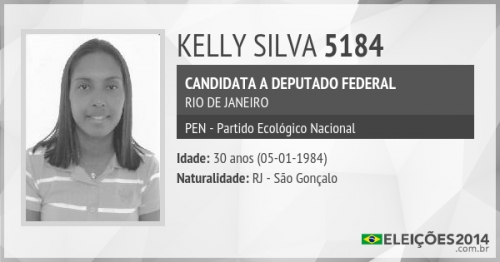 KELLY SILVA 5184
CANDIDATA A DEPUTADO FEDERAL
RIO DE JANEIRO
PEN - Partido Ecológico Nacional
Idade: 30 anos (05-01-1984)
Naturalidade: RJ - São Gonçalo
ELEIÇÕES2014
.com.br